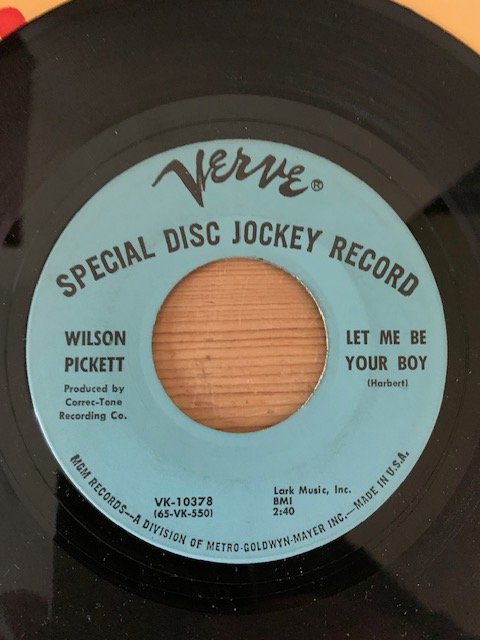 VERVE®
SPECIAL DISC JOCKEY RECORD
WILSON
PICKETT
Produced by
Correc-Tone
Recording Co.
LET ME BE
YOUR BOY
(Harbert)
VK-10378
(65-VK-550)
Lark Music, Inc.
BMI
2:40
MGM RECORDS—A DIVISION OF METRO-GOLDWYN-MAYER INC.—MADE IN U.S.A.